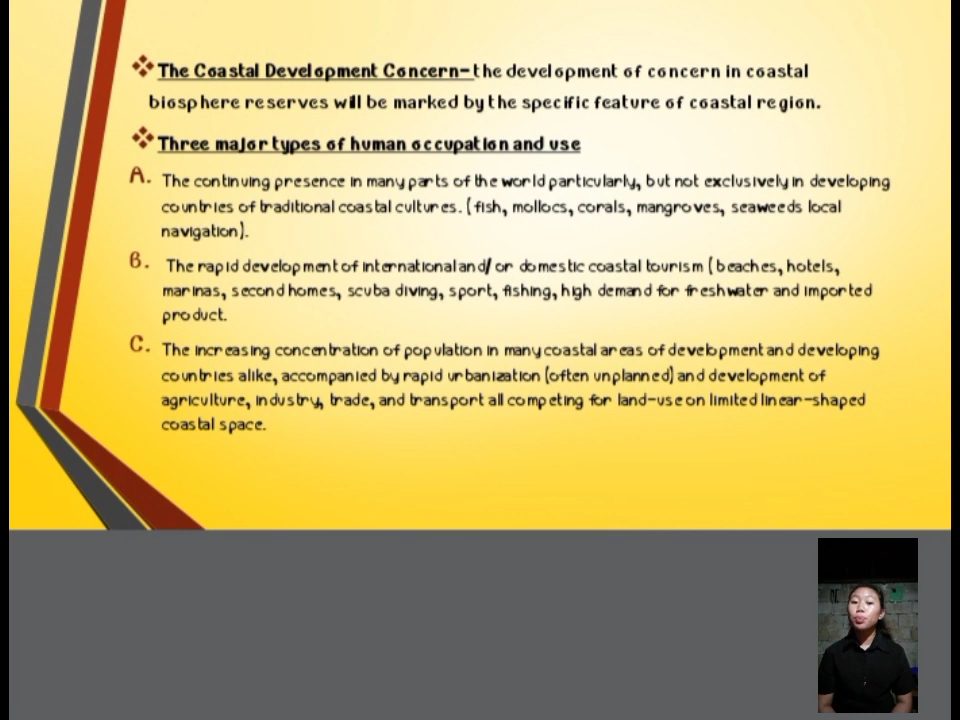 The Coastal Development Concern- the development of concern in coastal
biosphere reserves will be marked by the specific feature of coastal region.
Three major types of human occupation and use
A. The continuing presence in many parts of the world particularly, but not exclusively in developing
countries of traditional coastal cultures. (fish, mollocs, corals, mangroves, seaweeds local
navigation).
B. The rapid development of international and/ or domestic coastal tourism (beaches, hotels,
marinas, second homes, scuba diving, sport, fishing, high demand for freshwater and imported
product.
C. The increasing concentration of population in many coastal areas of development and developing
countries alike, accompanied by rapid urbanization (often unplanned) and development of
agriculture, industry, trade, and transport all competing for land-use on limited linear-shaped
coastal space.